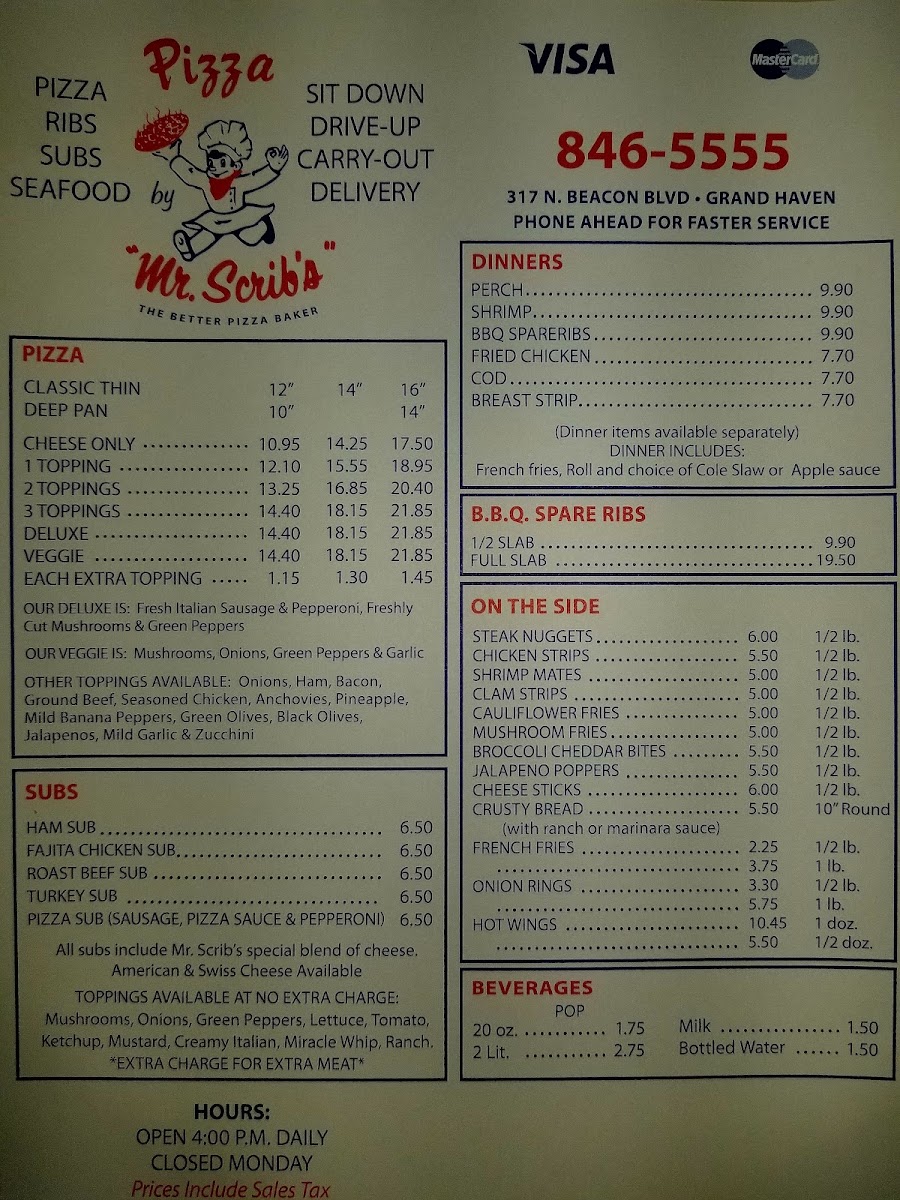 PIZZA
RIBS
SUBS
SEAFOOD
Pizza
by
"Mr. Scrib's"
THE BETTER PIZZA BAKER
SIT DOWN
DRIVE-UP
CARRY-OUT
DELIVERY
VISA
MasterCard
846-5555
317 N. BEACON BLVD • GRAND HAVEN
PHONE AHEAD FOR FASTER SERVICE
PIZZA
CLASSIC THIN 12" 14" 16"
DEEP PAN 10" 14"
CHEESE ONLY ............... 10.95 14.25 17.50
1 TOPPING .................. 12.10 15.55 18.95
2 TOPPINGS ................. 13.25 16.85 20.40
3 TOPPINGS ................. 14.40 18.15 21.85
DELUXE ...................... 14.40 18.15 21.85
VEGGIE ...................... 14.40 18.15 21.85
EACH EXTRA TOPPING ..... 1.15 1.30 1.45
OUR DELUXE IS: Fresh Italian Sausage & Pepperoni, Freshly
Cut Mushrooms & Green Peppers
OUR VEGGIE IS: Mushrooms, Onions, Green Peppers & Garlic
OTHER TOPPINGS AVAILABLE: Onions, Ham, Bacon,
Ground Beef, Seasoned Chicken, Anchovies, Pineapple,
Mild Banana Peppers, Green Olives, Black Olives,
Jalapenos, Mild Garlic & Zucchini
SUBS
HAM SUB.................................... 6.50
FAJITA CHICKEN SUB.......................... 6.50
ROAST BEEF SUB ............................. 6.50
TURKEY SUB ................................. 6.50
PIZZA SUB (SAUSAGE, PIZZA SAUCE & PEPPERONI) 6.50
All subs include Mr. Scrib's special blend of cheese.
American & Swiss Cheese Available
TOPPINGS AVAILABLE AT NO EXTRA CHARGE:
Mushrooms, Onions, Green Peppers, Lettuce, Tomato,
Ketchup, Mustard, Creamy Italian, Miracle Whip, Ranch.
*EXTRA CHARGE FOR EXTRA MEAT*
HOURS:
OPEN 4:00 P.M. DAILY
CLOSED MONDAY
Prices Include Sales Tax
DINNERS
PERCH..................................... 9.90
SHRIMP.................................... 9.90
BBQ SPARERIBS............................. 9.90
FRIED CHICKEN............................. 7.70
COD....................................... 7.70
BREAST STRIP.............................. 7.70
(Dinner items available separately)
DINNER INCLUDES:
French fries, Roll and choice of Cole Slaw or Apple sauce
B.B.Q. SPARE RIBS
1/2 SLAB ..................................... 9.90
FULL SLAB ....................................19.50
ON THE SIDE
STEAK NUGGETS..................... 6.00 1/2 lb.
CHICKEN STRIPS ..................... 5.50 1/2 lb.
SHRIMP MATES ...................... 5.00 1/2 lb.
CLAM STRIPS ........................ 5.00 1/2 lb.
CAULIFLOWER FRIES ................. 5.00 1/2 lb.
MUSHROOM FRIES.................... 5.00 1/2 lb.
BROCCOLI CHEDDAR BITES .......... 5.50 1/2 lb.
JALAPENO POPPERS ................. 5.50 1/2 lb.
CHEESE STICKS ...................... 6.00 1/2 lb.
CRUSTY BREAD ....................... 5.50 10" Round
(with ranch or marinara sauce)
FRENCH FRIES ....................... 2.25 1/2 lb.
................................... 3.75 1 lb.
ONION RINGS ........................ 3.30 1/2 lb.
................................... 5.75 1 lb.
HOT WINGS .......................... 10.45 1 doz.
................................... 5.50 1/2 doz.
BEVERAGES
POP
20 oz. ........... 1.75
2 Lit. ........... 2.75
Milk ................ 1.50
Bottled Water ...... 1.50